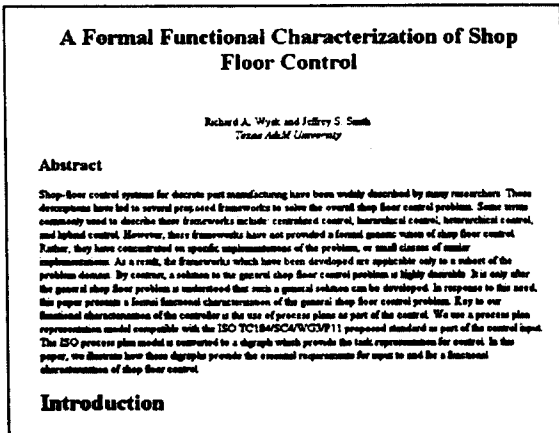 A Formal Functional Characterization of Shop
Floor Control
Richard A. Wysk and Jeffrey S. Smith
Texas A&M University
Abstract
Shop-floor control systems for discrete part manufacturing have been widely described by many researchers. These
descriptions have led to several proposed frameworks to solve the overall shop floor control problem. Some terms
commonly used to describe these frameworks include: centralized control, hierarchical control, heterarchical control,
and hybrid control. However, these frameworks have not provided a formal generic vision of shop floor control.
Rather, they have concentrated on specific implementations of the problem, or small classes of similar
implementations. As a result, the frameworks which have been developed are applicable only to a subset of the
problem domain. By contrast, a solution to the general shop floor control problem is highly desirable. It is only after
the general shop floor problem is understood that such a general solution can be developed. In response to this need,
this paper presents a formal functional characterization of the general shop floor control problem. Key to our
functional characterization of the controller is the use of process plans as part of the control. We use a process plan
representation model compatible with the ISO TC184/SC4/WG3/P11 proposed standard as part of the control input.
The ISO process plan model is converted to a digraph which provide the task representation for control. In this
paper, we illustrate how these digraphs provide the essential requirements for input to and for a functional
characterization of shop floor control.
Introduction